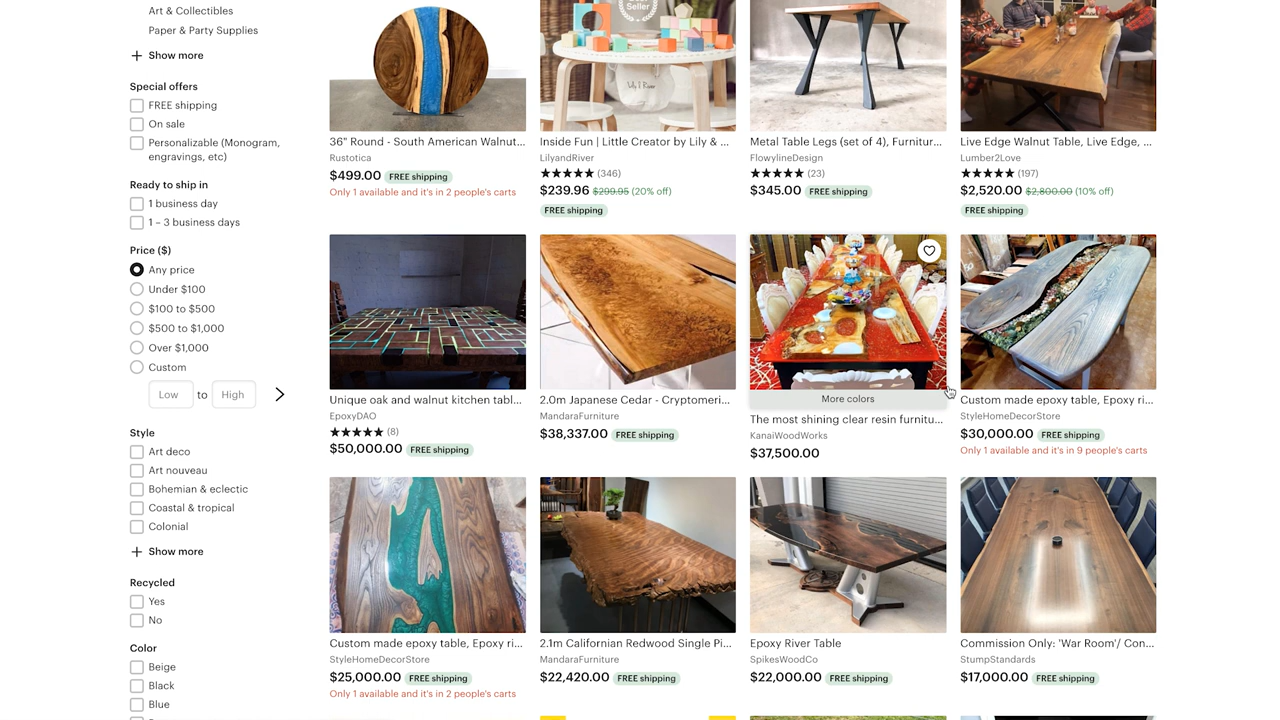 Art & Collectibles
Paper & Party Supplies
Show more
Special offers
FREE shipping
On sale
Personalizable (Monogram,
engravings, etc)
Ready to ship in
1 business day
1 – 3 business days
Price ($)
Any price
Under $100
$100 to $500
$500 to $1,000
Over $1,000
Custom
Low to High
Style
Art deco
Art nouveau
Bohemian & eclectic
Coastal & tropical
Colonial
Show more
Recycled
Yes
No
Color
Beige
Black
Blue
36" Round - South American Walnut...
Rustotica
$499.00 FREE shipping
Only 1 available and it's in 2 people's carts
Seller
Inside Fun | Little Creator by Lily & ...
LilyandRiver
(346)
$239.96 $299.95 (20% off)
FREE shipping
Metal Table Legs (set of 4), Furnitur...
FlowylineDesign
(23)
$345.00 FREE shipping
Live Edge Walnut Table, Live Edge, ...
Lumber2Love
(197)
$2,520.00 $2,800.00 (10% off)
FREE shipping
Unique oak and walnut kitchen tabl...
EpoxyDAO
(8)
$50,000.00 FREE shipping
2.0m Japanese Cedar - Cryptomeri...
MandaraFurniture
$38,337.00 FREE shipping
More colors
The most shining clear resin furnitu...
KanaiWoodWorks
$37,500.00
Custom made epoxy table, Epoxy ri...
StyleHomeDecorStore
$30,000.00 FREE shipping
Only 1 available and it's in 9 people's carts
Custom made epoxy table, Epoxy ri...
StyleHomeDecorStore
$25,000.00 FREE shipping
Only 1 available and it's in 2 people's carts
2.1m Californian Redwood Single Pi...
MandaraFurniture
$22,420.00 FREE shipping
Epoxy River Table
SpikesWoodCo
$22,000.00 FREE shipping
Commission Only: 'War Room'/ Con...
StumpStandards
$17,000.00 FREE shipping